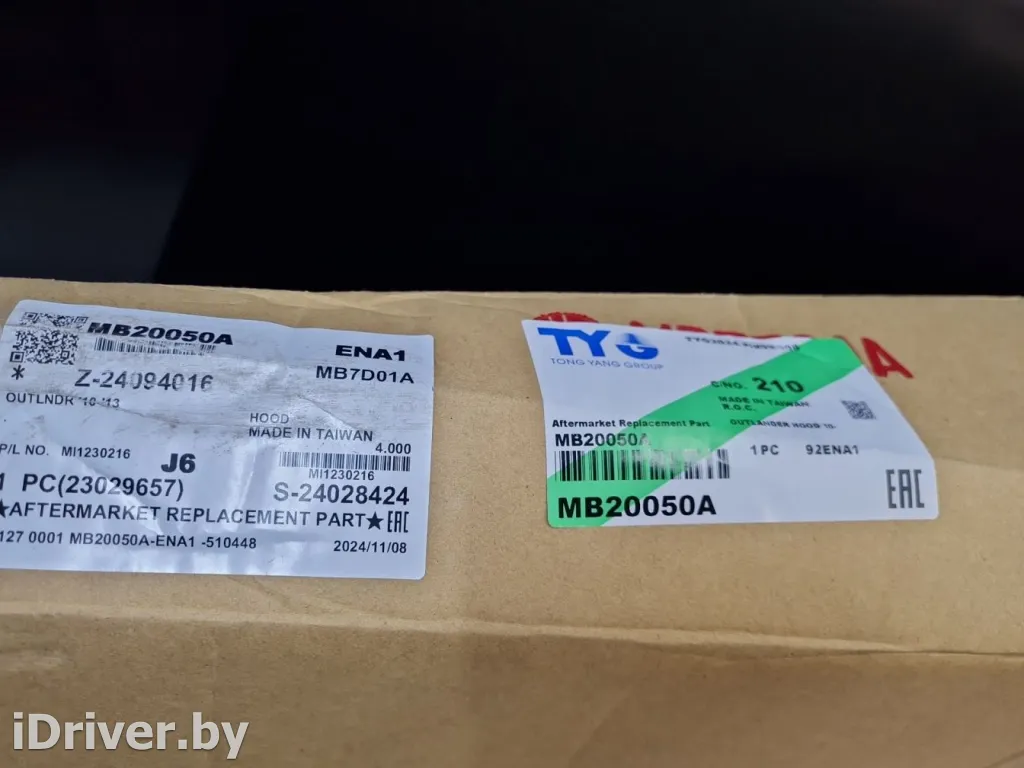 MB20050A
ENA1
Z-24094016
MB7D01A
OUTLNDR '10-'13
HOOD
MADE IN TAIWAN
4.000
P/L NO. MI1230216
J6
MI1230216
1 PC(23029657)
S-24028424
★AFTERMARKET REPLACEMENT PART★ EAC
127 0001 MB20050A-ENA1 -510448
2024/11/08
TYG
TONG YANG GROUP
C/NO. 210
MADE IN TAIWAN
R.O.C.
Aftermarket Replacement Part
OUTLANDER HOOD '10-
MB20050A
1 PC 92ENA1
MB20050A
EAC
iDriver.by